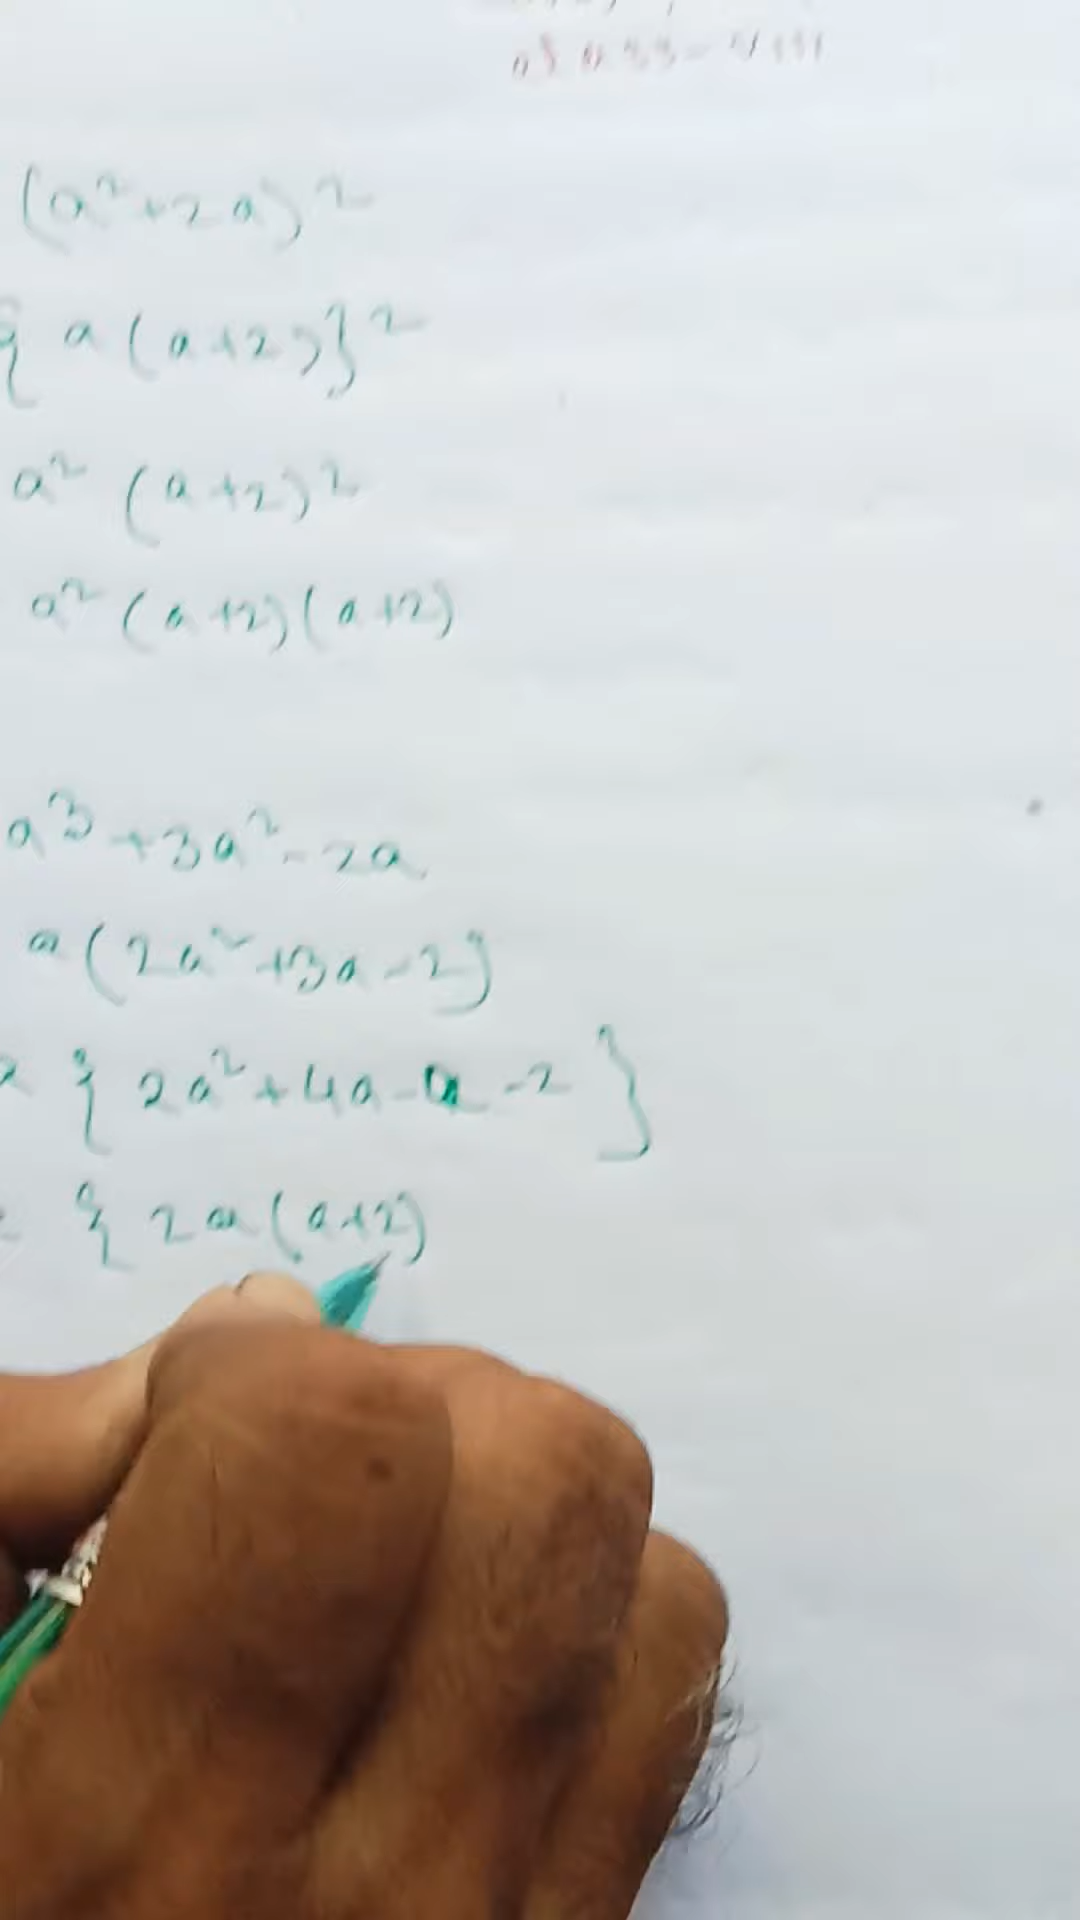 (a²+2a)²
{a(a+2)}²
a²(a+2)²
a²(a+2)(a+2)
a³+3a²-2a
a(2a²+3a-2)
a{2a²+4a-a-2}
{2a(a+2)